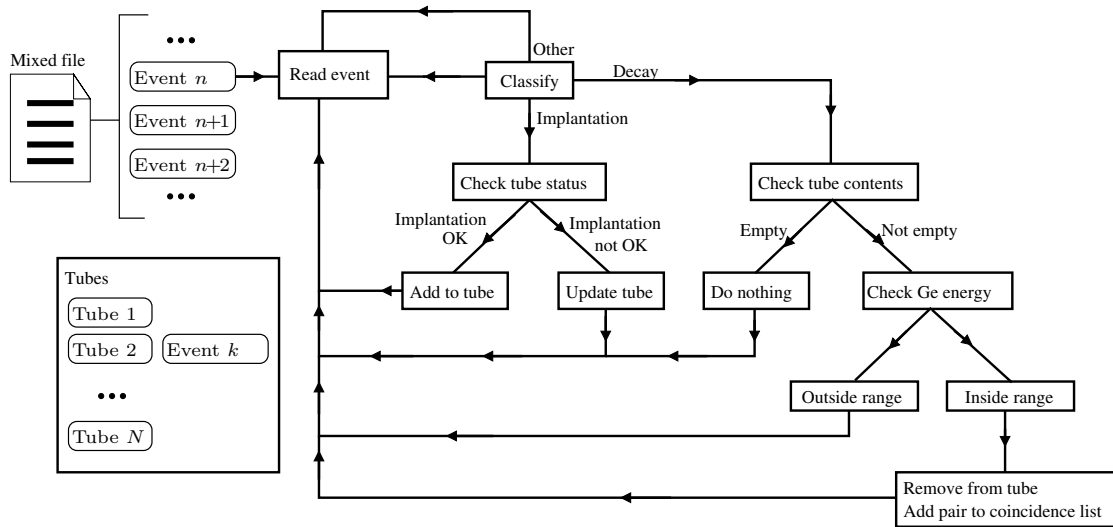 •••
Mixed file
Event n
Event n+1
Event n+2
•••
Read event
Other
Classify
Decay
Implantation
Check tube status
Check tube contents
Implantation
OK
Implantation
not OK
Empty
Not empty
Add to tube
Update tube
Do nothing
Check Ge energy
Tubes
Tube 1
Tube 2
Event k
•••
Tube N
Outside range
Inside range
Remove from tube
Add pair to coincidence list